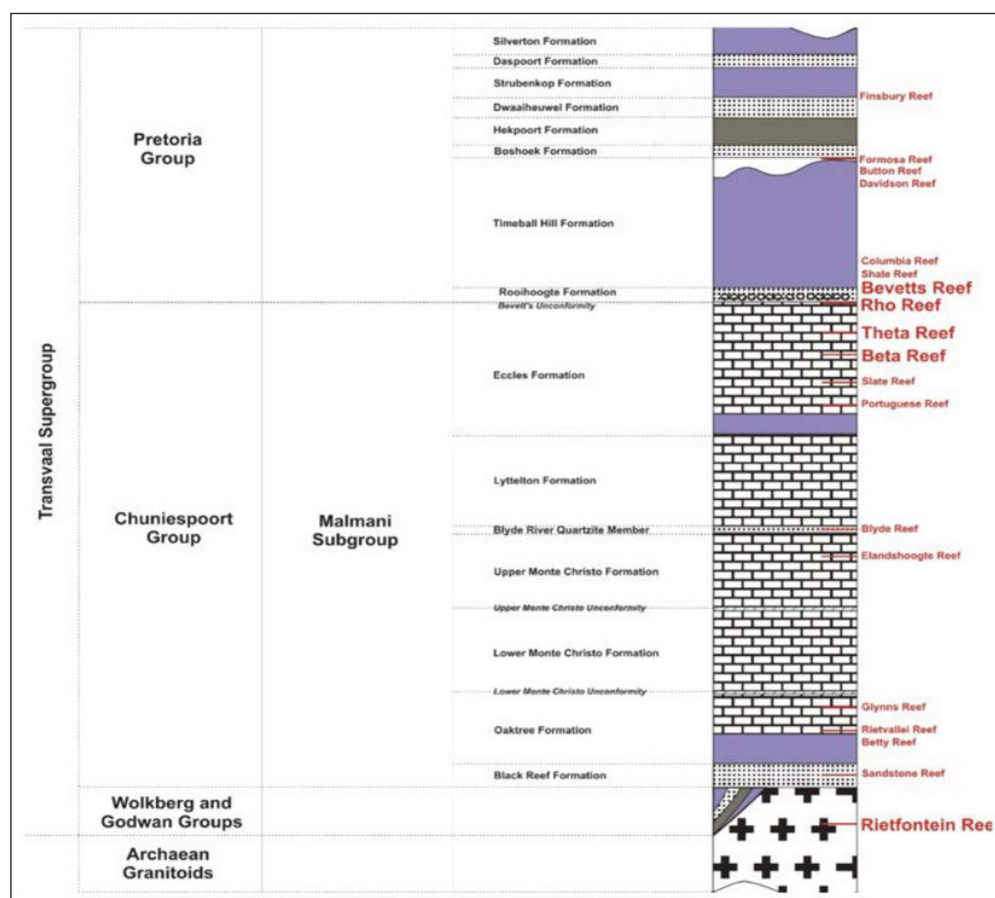 Silverton Formation
Daspoort Formation
Strubenkop Formation
Finsbury Reef
Dwaaiheuwel Formation
Hekpoort Formation
Pretoria
Group
Boshoek Formation
Formosa Reef
Button Reef
Davidson Reef
Timeball Hill Formation
Columbia Reef
Shale Reef
Bevetts Reef
Rooihoogte Formation
Bevett's Unconformity
Rho Reef
Theta Reef
Beta Reef
Eccles Formation
Slate Reef
Portuguese Reef
Transvaal Supergroup
Lyttelton Formation
Chuniespoort
Group
Malmani
Subgroup
Blyde River Quartzite Member
Blyde Reef
Elandshoogte Reef
Upper Monte Christo Formation
Upper Monte Christo Unconformity
Lower Monte Christo Formation
Lower Monte Christo Unconformity
Glynns Reef
Oaktree Formation
Rietvallei Reef
Betty Reef
Black Reef Formation
Sandstone Reef
Wolkberg and
Godwan Groups
Rietfontein Ree
Archaean
Granitoids